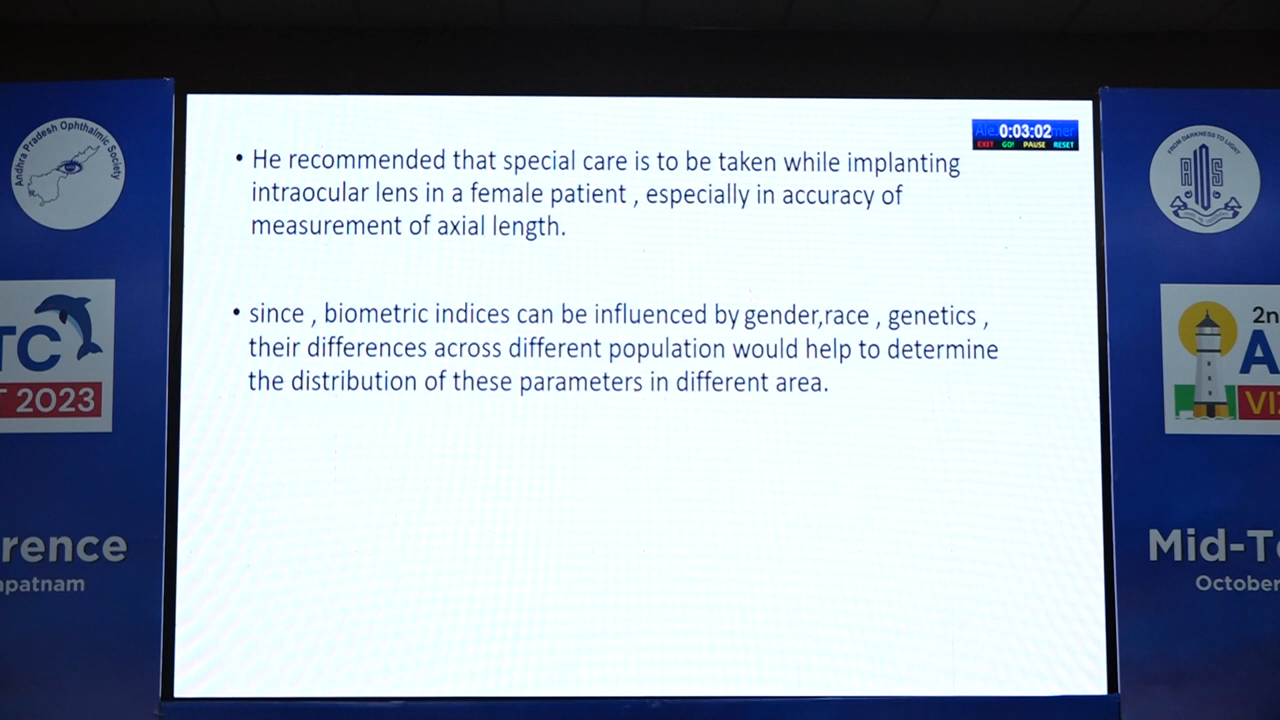 Andhra Pradesh Ophthalmic Society
TC
T 2023
rence
apatnam
• He recommended that special care is to be taken while implanting
intraocular lens in a female patient , especially in accuracy of
measurement of axial length.
• since , biometric indices can be influenced by gender,race , genetics ,
their differences across different population would help to determine
the distribution of these parameters in different area.
0:03:02
EXIT GO! PAUSE RESET
FROM DARKNESS TO LIGHT
AIOS
2n
A
VI
Mid-T
October